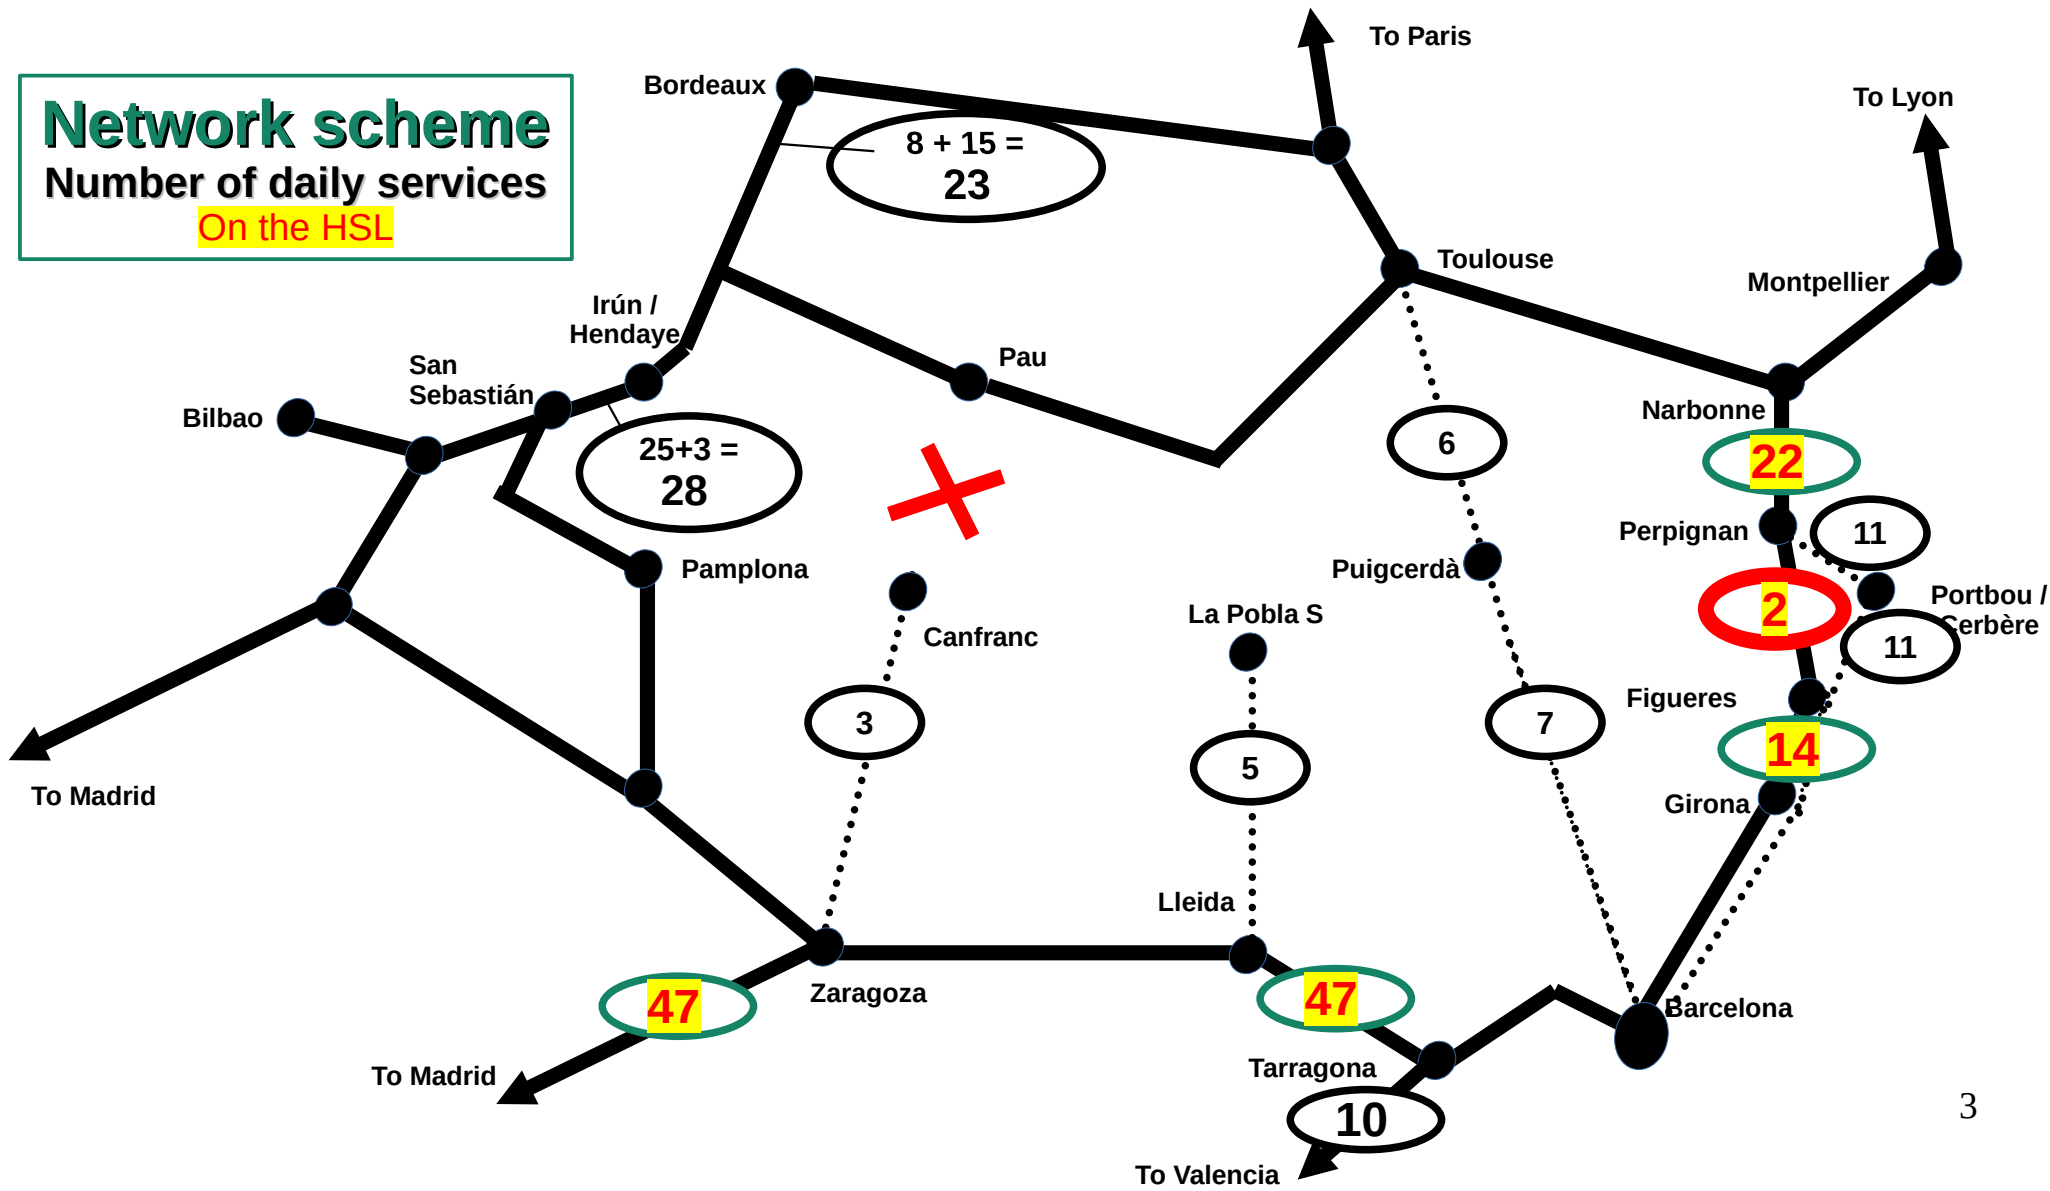 Network scheme
Number of daily services
On the HSL
To Paris
To Lyon
Bordeaux
8 + 15 =
23
Toulouse
Montpellier
Irún /
Hendaye
San
Sebastián
Pau
Bilbao
Narbonne
25+3 =
28
6
22
Perpignan
11
Pamplona
Puigcerdà
Portbou /
Cerbère
2
La Pobla S
Canfranc
11
Figueres
3
7
14
5
To Madrid
Girona
Lleida
Zaragoza
47
47
Barcelona
Tarragona
To Madrid
10
3
To Valencia